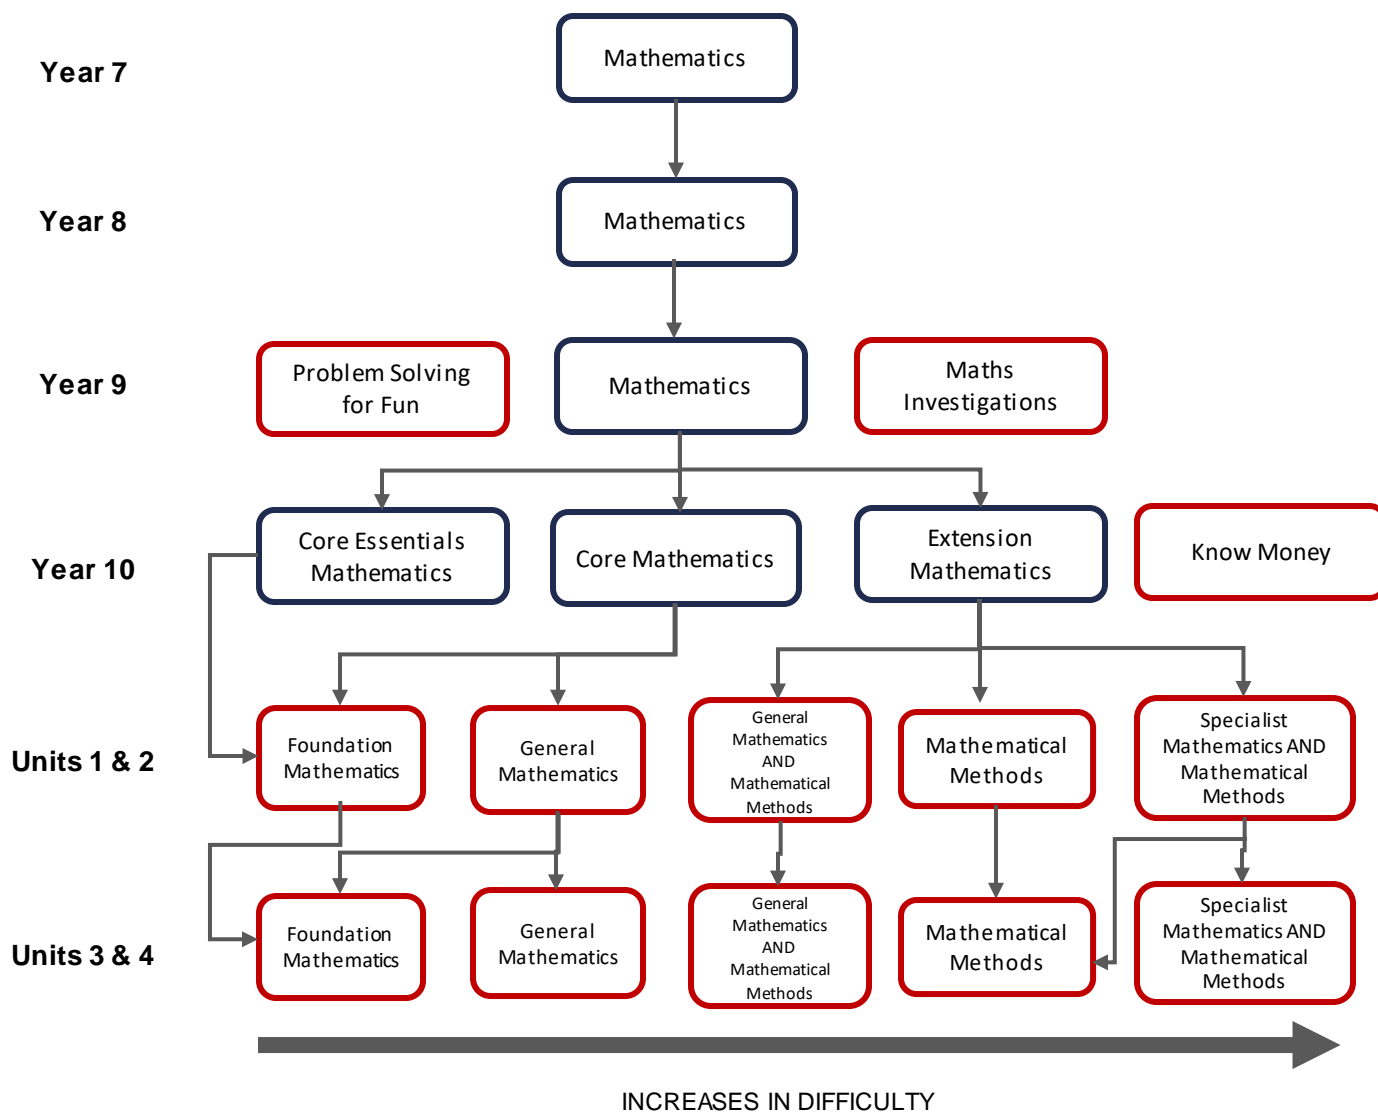 Year 7
Mathematics
Year 8
Mathematics
Year 9
Problem Solving
for Fun
Mathematics
Maths
Investigations
Year 10
Core Essentials
Mathematics
Core Mathematics
Extension
Mathematics
Know Money
Units 1 & 2
Foundation
Mathematics
General
Mathematics
General
Mathematics
AND
Mathematical
Methods
Mathematical
Methods
Specialist
Mathematics AND
Mathematical
Methods
Units 3 & 4
Foundation
Mathematics
General
Mathematics
General
Mathematics
AND
Mathematical
Methods
Mathematical
Methods
Specialist
Mathematics AND
Mathematical
Methods
INCREASES IN DIFFICULTY